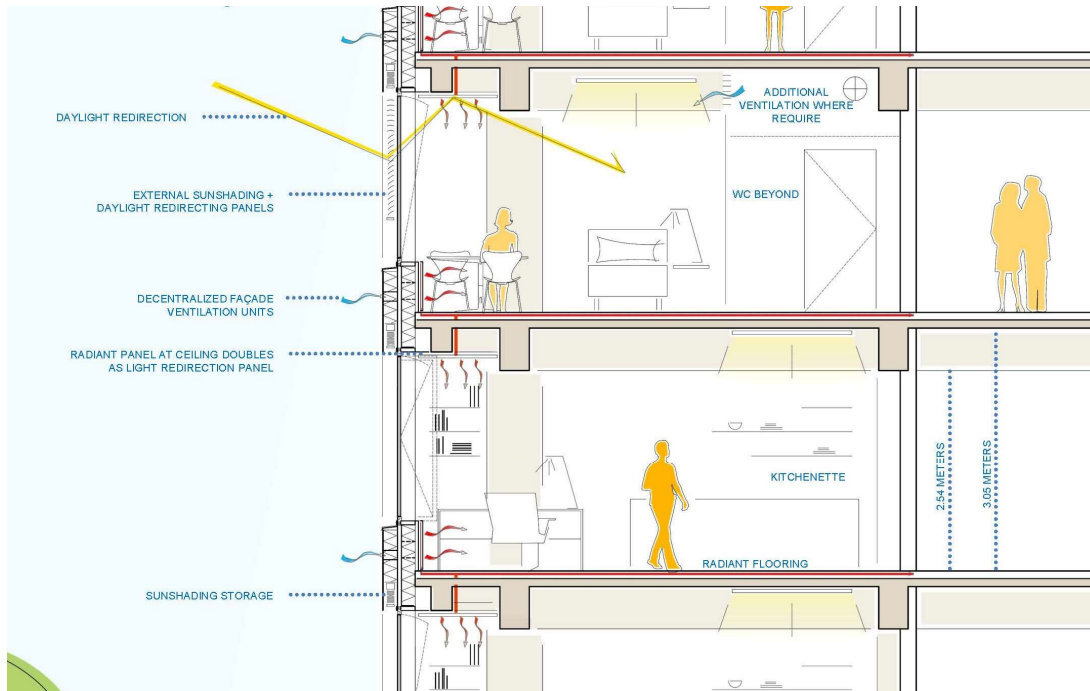 DAYLIGHT REDIRECTION
EXTERNAL SUNSHADING +
DAYLIGHT REDIRECTING PANELS
DECENTRALIZED FAÇADE
VENTILATION UNITS
RADIANT PANEL AT CEILING DOUBLES
AS LIGHT REDIRECTION PANEL
SUNSHADING STORAGE
ADDITIONAL
VENTILATION WHERE
REQUIRE
WC BEYOND
KITCHENETTE
RADIANT FLOORING
2.54 METERS
3.05 METERS